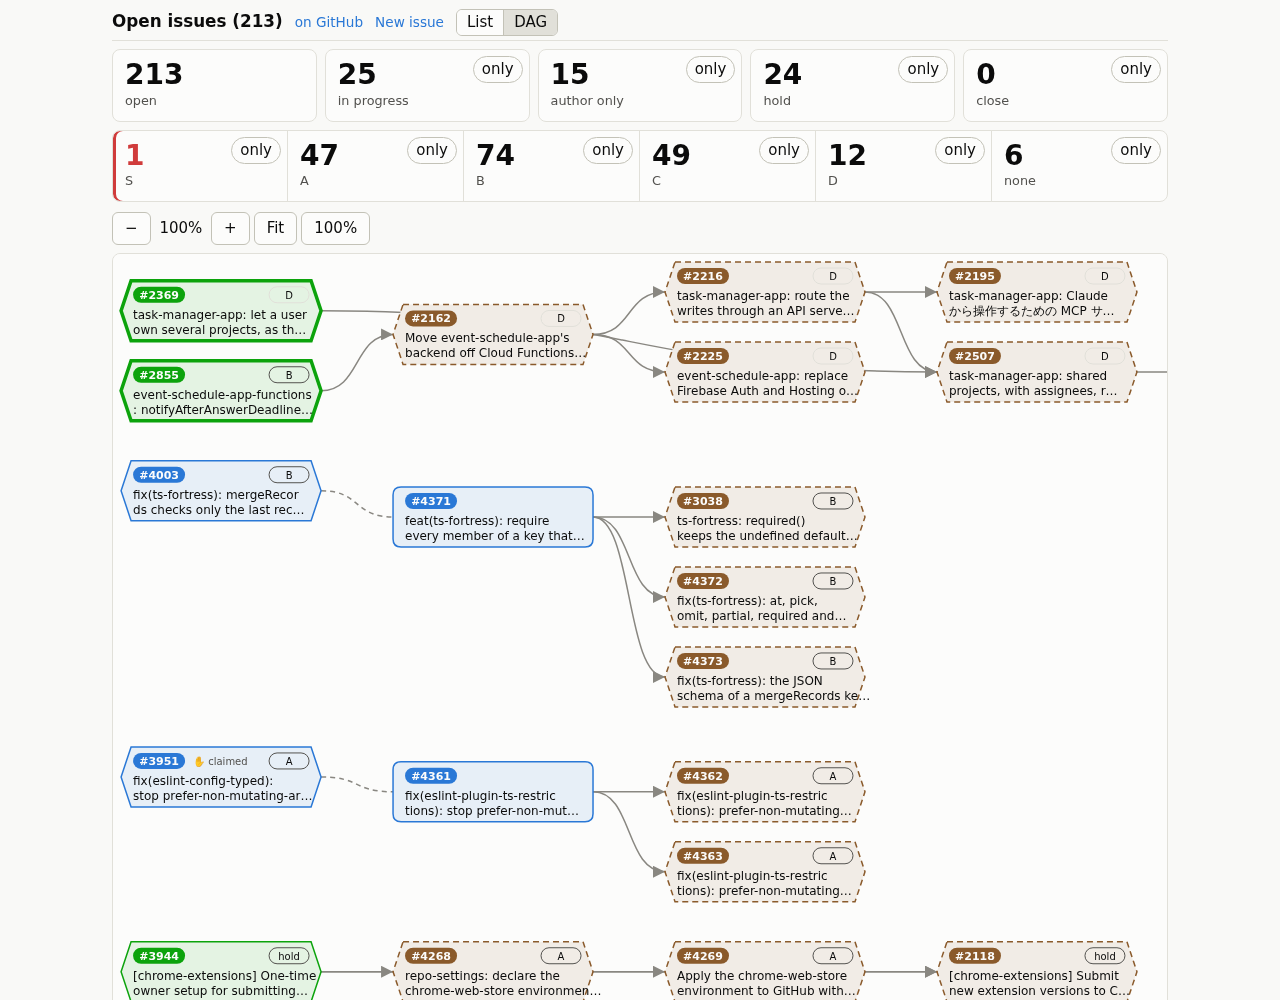 Open issues (213) on GitHub New issue List DAG
213 open
25 in progress only
15 author only only
24 hold only
0 close only
1 S only
47 A only
74 B only
49 C only
12 D only
6 none only
− 100% + Fit 100%
#2369 D
task-manager-app: let a user
own several projects, as th…
#2855 B
event-schedule-app-functions
: notifyAfterAnswerDeadline…
#2162 D
Move event-schedule-app's
backend off Cloud Functions…
#2216 D
task-manager-app: route the
writes through an API serve…
#2225 D
event-schedule-app: replace
Firebase Auth and Hosting o…
#2195 D
task-manager-app: Claude
から操作するための MCP サ…
#2507 D
task-manager-app: shared
projects, with assignees, r…
#4003 B
fix(ts-fortress): mergeRecor
ds checks only the last rec…
#4371
feat(ts-fortress): require
every member of a key that…
#3038 B
ts-fortress: required()
keeps the undefined default…
#4372 B
fix(ts-fortress): at, pick,
omit, partial, required and…
#4373 B
fix(ts-fortress): the JSON
schema of a mergeRecords ke…
#3951 ✋ claimed A
fix(eslint-config-typed):
stop prefer-non-mutating-ar…
#4361
fix(eslint-plugin-ts-restric
tions): stop prefer-non-mut…
#4362 A
fix(eslint-plugin-ts-restric
tions): prefer-non-mutating…
#4363 A
fix(eslint-plugin-ts-restric
tions): prefer-non-mutating…
#3944 hold
[chrome-extensions] One-time
owner setup for submitting…
#4268 A
repo-settings: declare the
chrome-web-store environmen…
#4269 A
Apply the chrome-web-store
environment to GitHub with…
#2118 hold
[chrome-extensions] Submit
new extension versions to C…